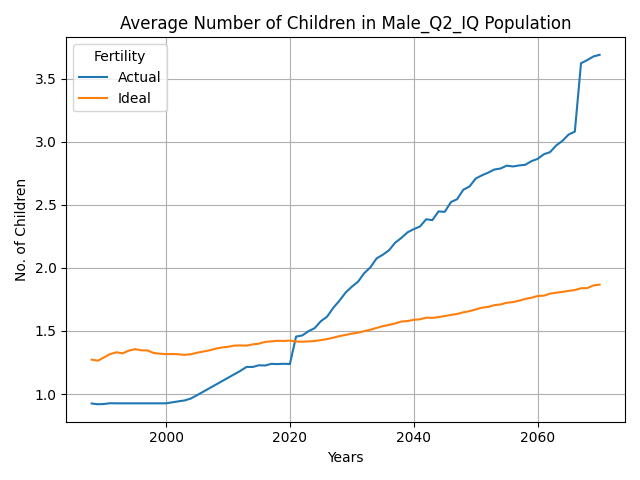 Average Number of Children in Male_Q2_IQ Population
Fertility
Actual
Ideal
No. of Children
3.5
3.0
2.5
2.0
1.5
1.0
2000
2020
2040
2060
Years